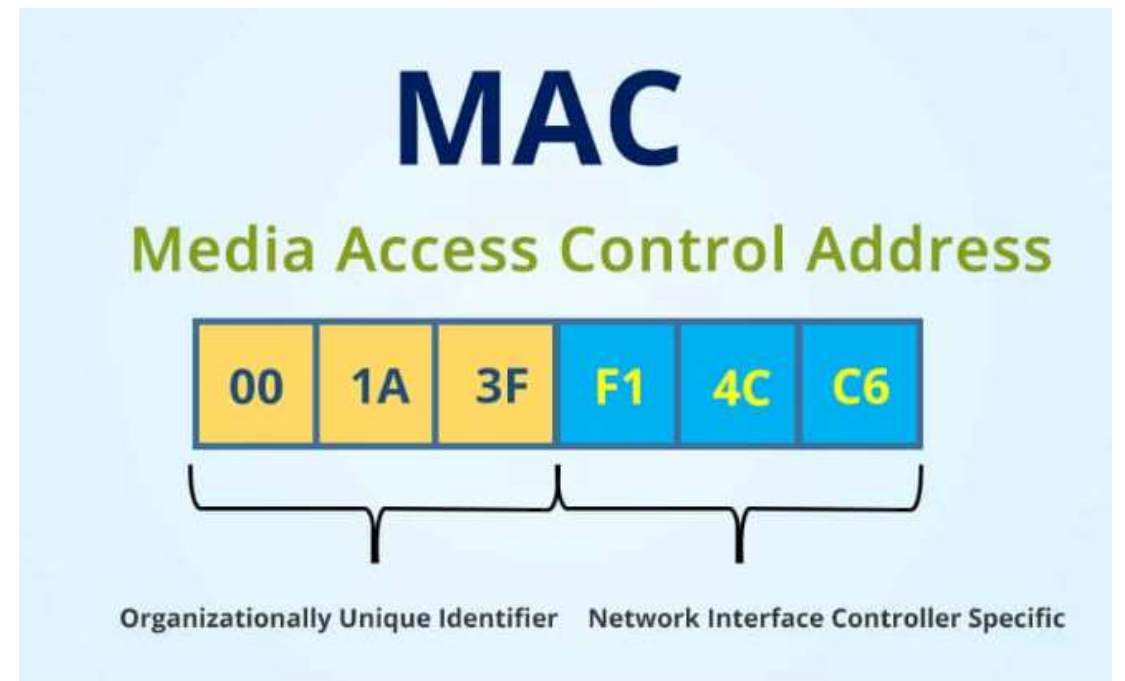 MAC
Media Access Control Address
00 1A 3F F1 4C C6
Organizationally Unique Identifier Network Interface Controller Specific